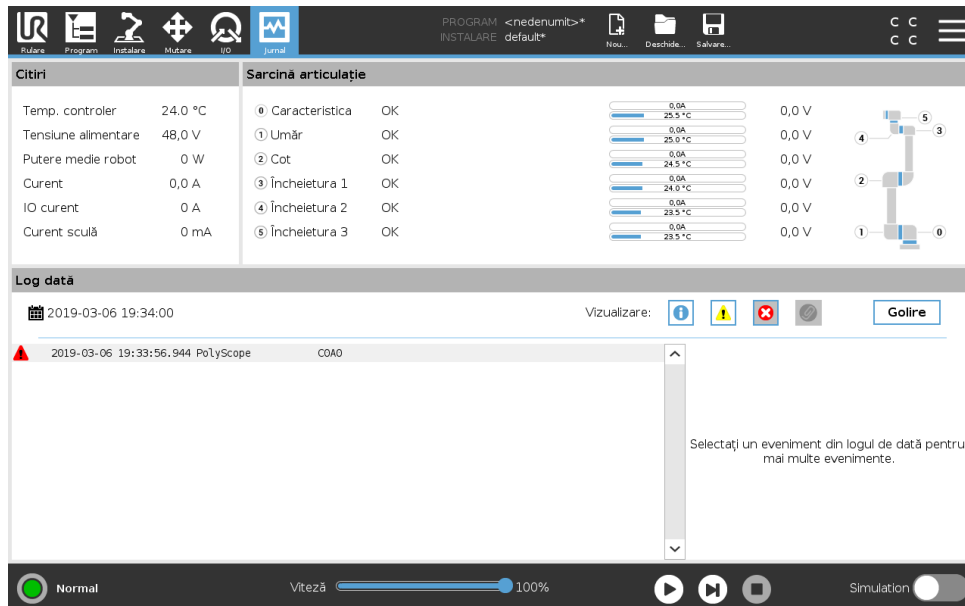 PROGRAM <nedenumit>*
INSTALARE default*
Rulare Program Instalare Mutare I/O Jurnal Nou... Deschide... Salvare...
C C
C C
Citiri
Temp. controler 24.0 °C
Tensiune alimentare 48,0 V
Putere medie robot 0 W
Curent 0,0 A
IO curent 0 A
Curent sculă 0 mA
Sarcină articulație
0 Caracteristica OK 0,0A 25.5 °C 0,0 V
1 Umăr OK 0,0A 25.0 °C 0,0 V
2 Cot OK 0,0A 24.5 °C 0,0 V
3 Încheietura 1 OK 0,0A 24.0 °C 0,0 V
4 Încheietura 2 OK 0,0A 23.5 °C 0,0 V
5 Încheietura 3 OK 0,0A 23.5 °C 0,0 V
5
4 3
2
1 0
Log dată
2019-03-06 19:34:00 Vizualizare: Golire
2019-03-06 19:33:56.944 PolyScope C0A0
Selectați un eveniment din logul de dată pentru
mai multe evenimente.
Normal Viteză 100% Simulation